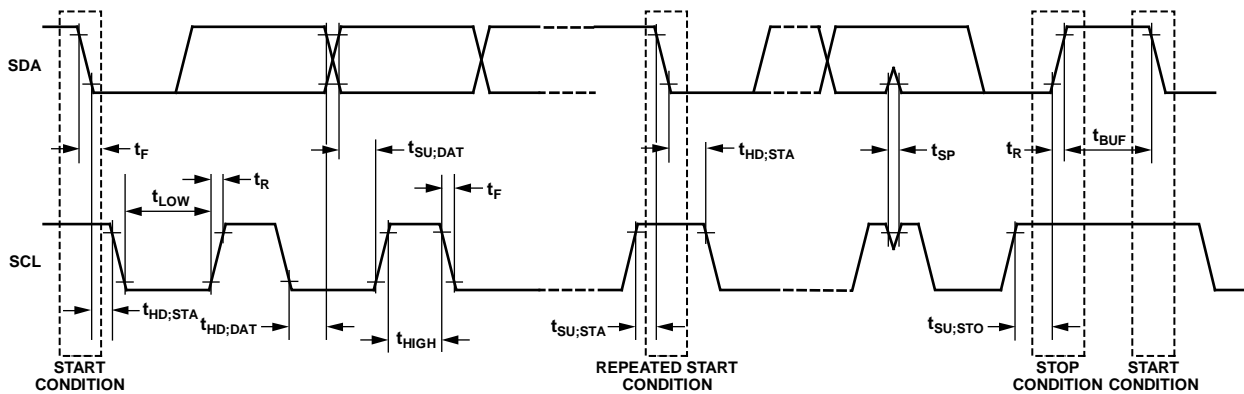 SDA
tF
tSU;DAT
tHD;STA
tSP
tR
tBUF
tLOW
tR
tF
SCL
tHD;STA
tHD;DAT
tHIGH
tSU;STA
tSU;STO
START
CONDITION
REPEATED START
CONDITION
STOP
CONDITION
START
CONDITION